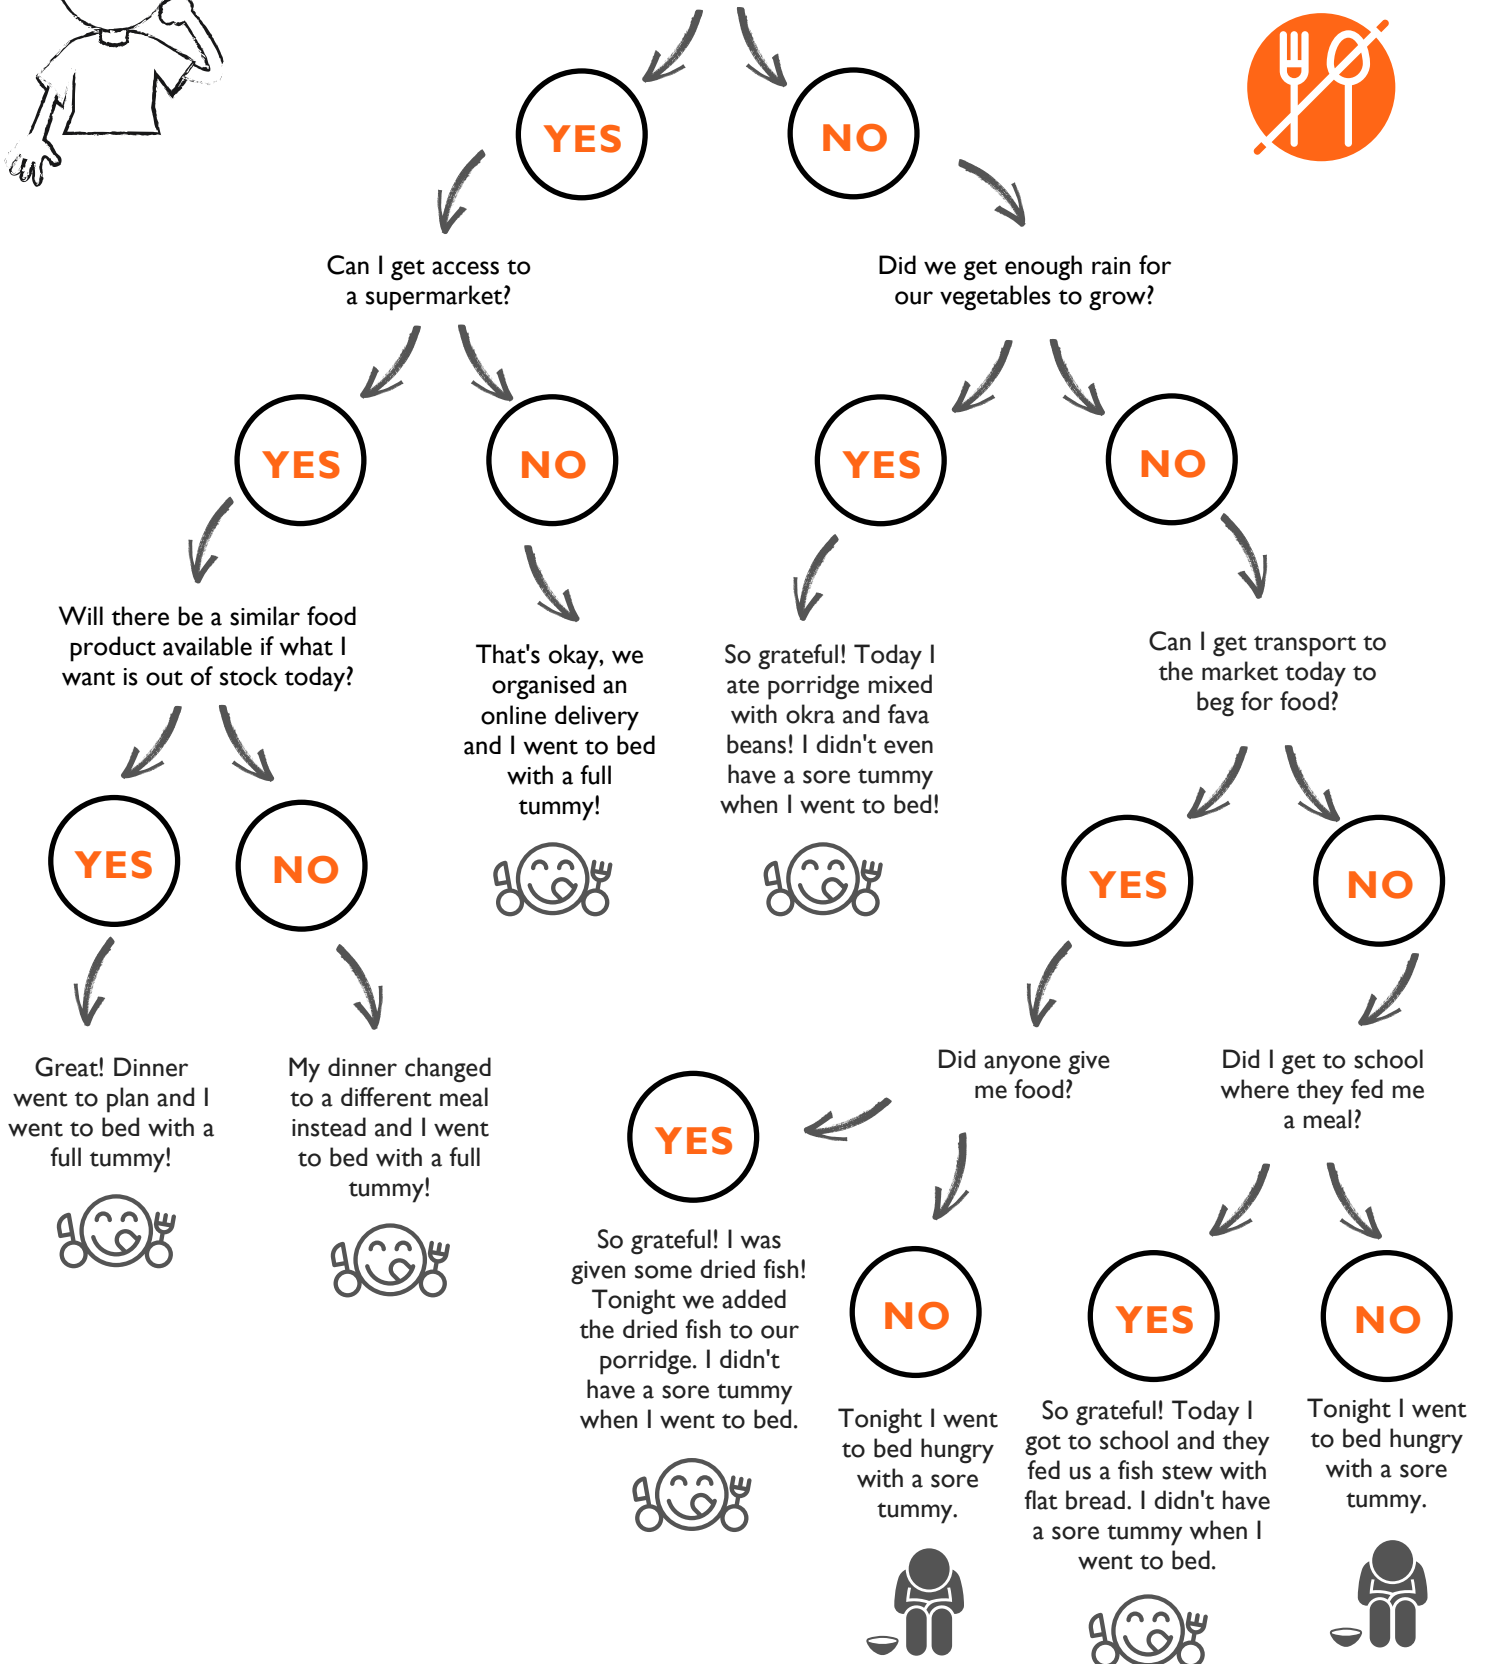 YES
NO
Can I get access to
a supermarket?
Did we get enough rain for
our vegetables to grow?
YES
NO
YES
NO
Will there be a similar food
product available if what I
want is out of stock today?
That's okay, we
organised an
online delivery
and I went to bed
with a full
tummy!
So grateful! Today I
ate porridge mixed
with okra and fava
beans! I didn't even
have a sore tummy
when I went to bed!
Can I get transport to
the market today to
beg for food?
YES
NO
YES
NO
Great! Dinner
went to plan and I
went to bed with a
full tummy!
My dinner changed
to a different meal
instead and I went
to bed with a full
tummy!
Did anyone give
me food?
Did I get to school
where they fed me
a meal?
YES
So grateful! I was
given some dried fish!
Tonight we added
the dried fish to our
porridge. I didn't
have a sore tummy
when I went to bed.
NO
Tonight I went
to bed hungry
with a sore
tummy.
YES
So grateful! Today I
got to school and they
fed us a fish stew with
flat bread. I didn't have
a sore tummy when I
went to bed.
NO
Tonight I went
to bed hungry
with a sore
tummy.